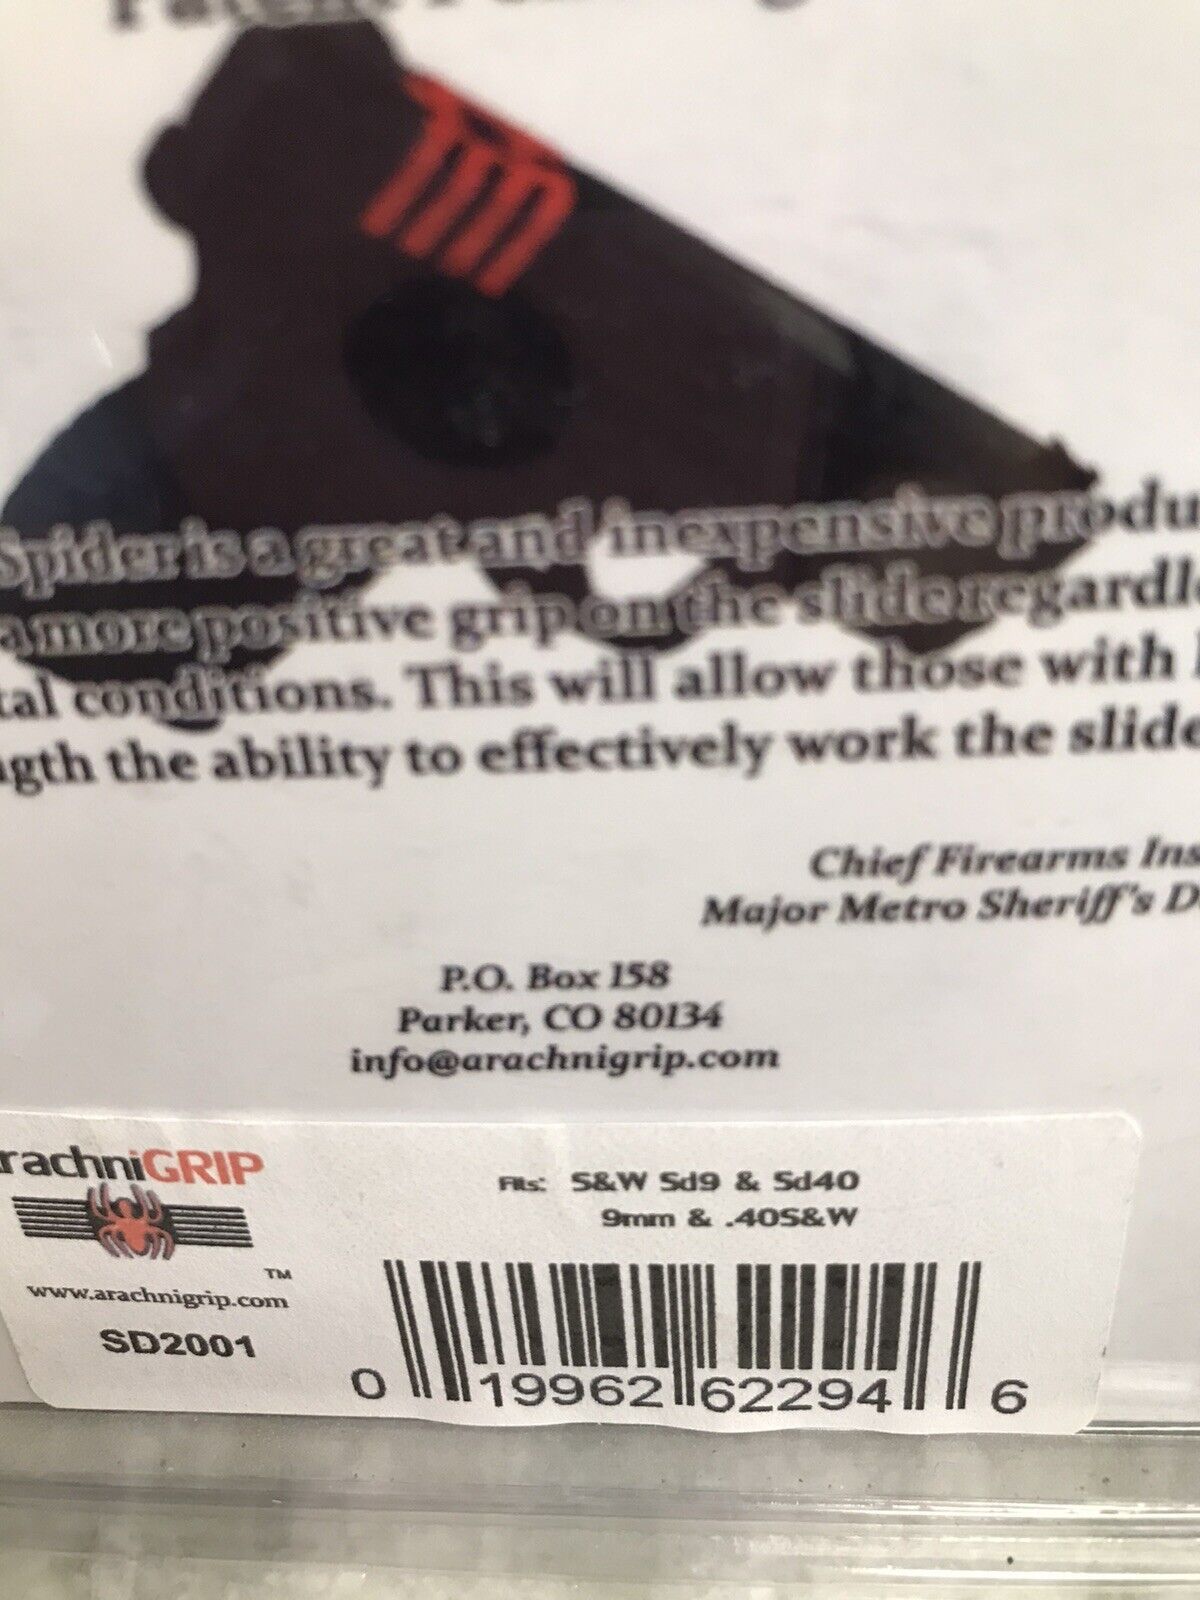 Spider is a great and inexpensive produ
a more positive grip on the slide regardle
tal conditions. This will allow those with
ngth the ability to effectively work the slide
Chief Firearms Ins
Major Metro Sheriff's D
P.O. Box 158
Parker, CO 80134
info@arachnigrip.com
rachniGRIP
TM
www.arachnigrip.com
SD2001
Fits: S&W Sd9 & Sd40
9mm & .40S&W
0 19962 62294 6